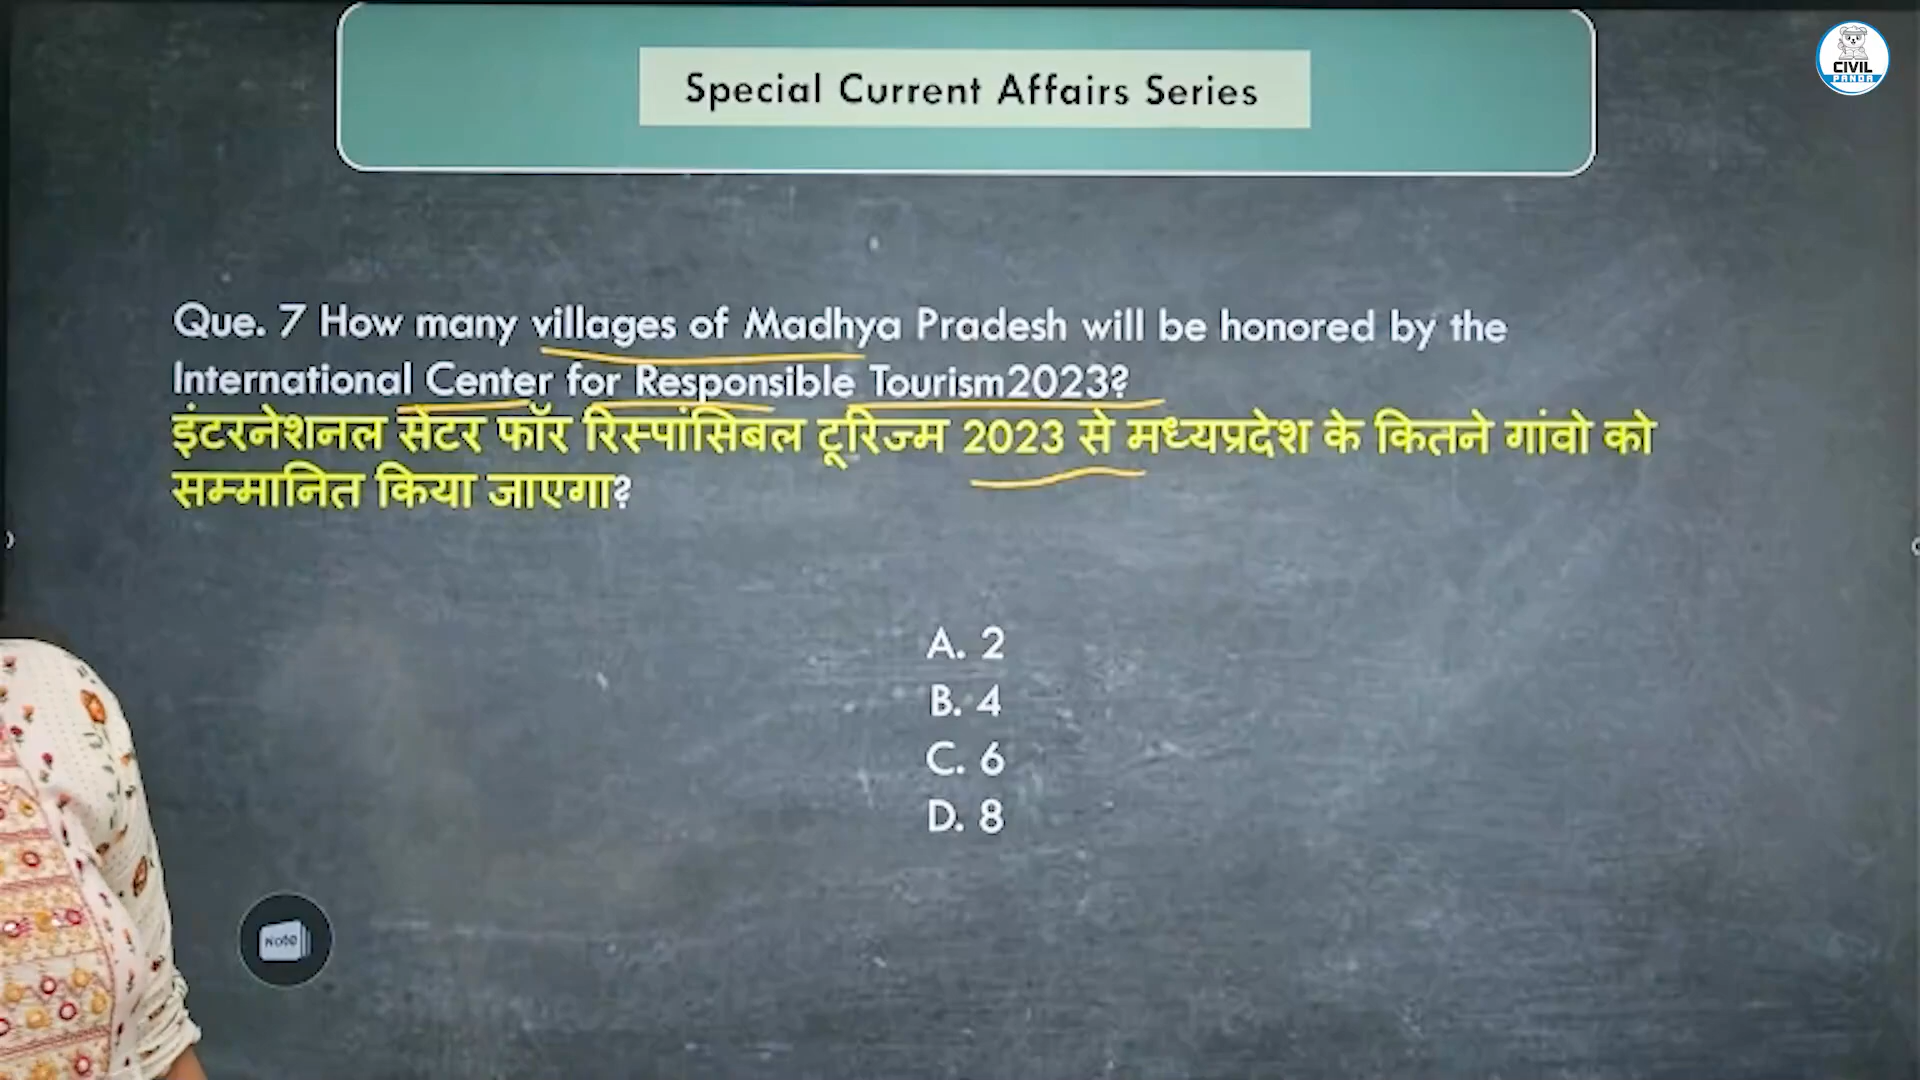 CIVIL
PANDA
Special Current Affairs Series
Que. 7 How many villages of Madhya Pradesh will be honored by the
International Center for Responsible Tourism2023?
इंटरनेशनल सेंटर फॉर रिस्पांसिबल टूरिज्म 2023 से मध्यप्रदेश के कितने गांवो को
सम्मानित किया जाएगा?
A. 2
B. 4
C. 6
D. 8
Note